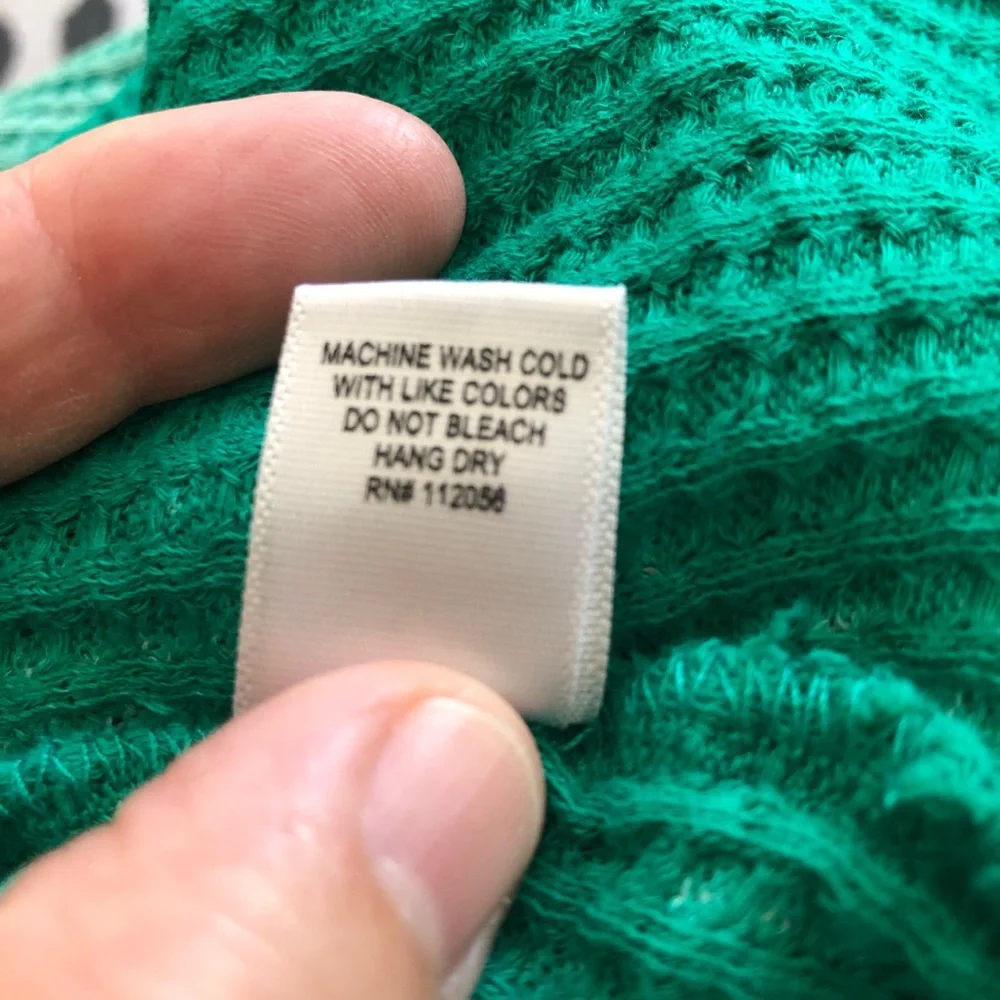 MACHINE WASH COLD
WITH LIKE COLORS
DO NOT BLEACH
HANG DRY
RN# 112056